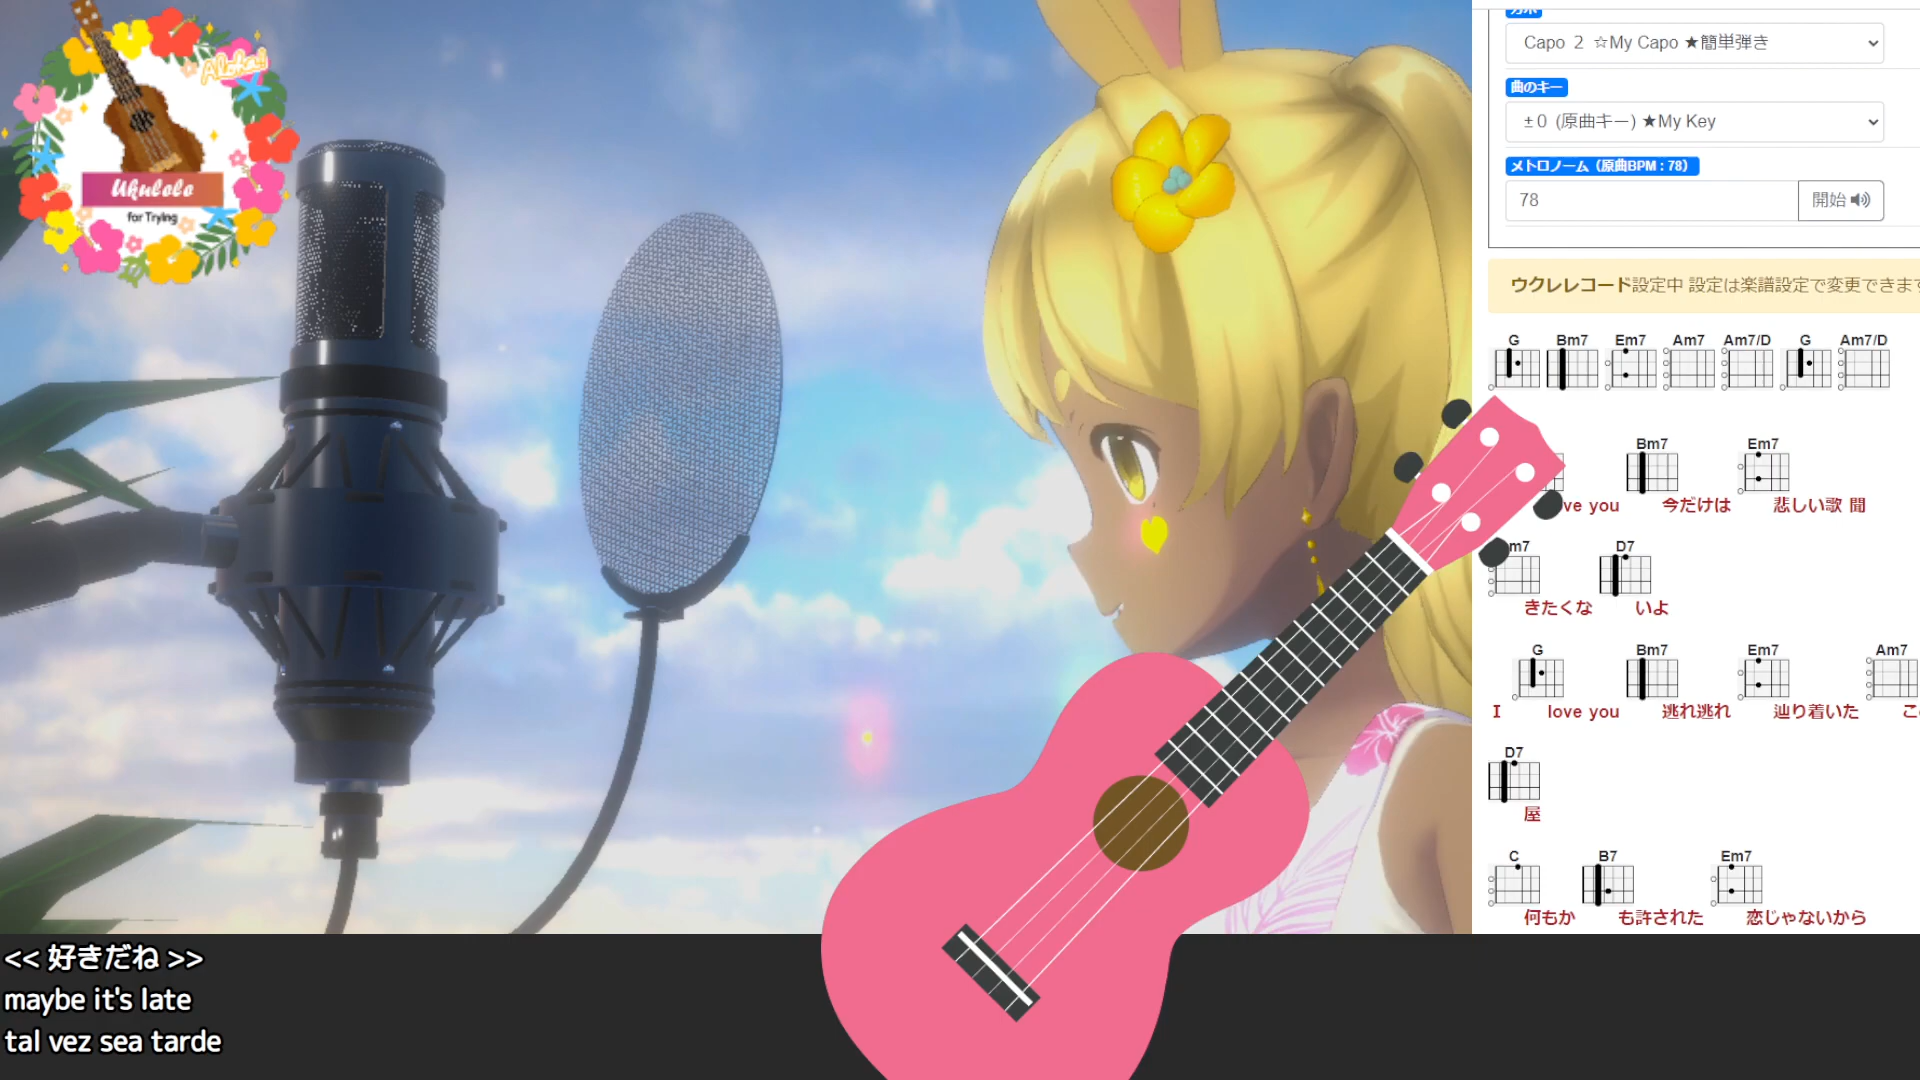 Aloha!
Ukulele
for Trying
Capo 2 ☆My Capo ★簡単弾き
曲のキー
±0 (原曲キー) ★My Key
メトロノーム（原曲BPM : 78）
78 開始
ウクレレコード設定中 設定は楽譜設定で変更できます
G Bm7 Em7 Am7 Am7/D G Am7/D
Bm7 Em7
ve you 今だけは 悲しい歌 聞
m7 D7
きたくな いよ
G Bm7 Em7 Am7
I love you 逃れ逃れ 辿り着いた こ
D7
屋
C B7 Em7
何もか も許された 恋じゃないから
<< 好きだね >>
maybe it's late
tal vez sea tarde